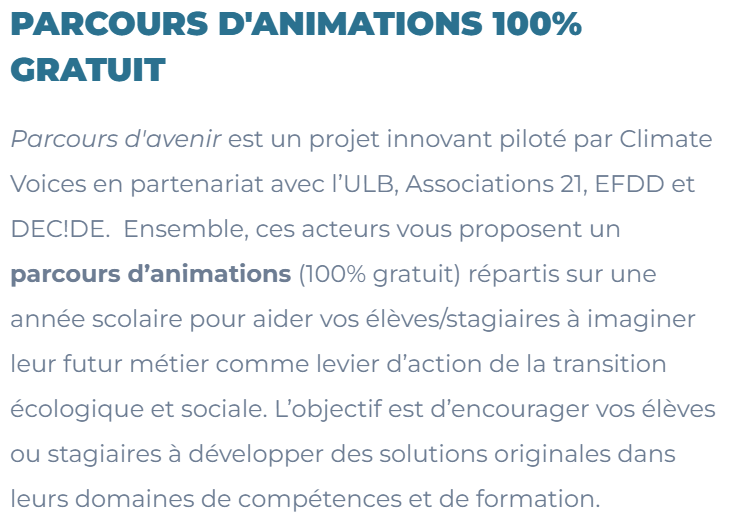 PARCOURS D'ANIMATIONS 100%
GRATUIT
Parcours d'avenir est un projet innovant piloté par Climate
Voices en partenariat avec l’ULB, Associations 21, EFDD et
DEC!DE.  Ensemble, ces acteurs vous proposent un
parcours d’animations (100% gratuit) répartis sur une
année scolaire pour aider vos élèves/stagiaires à imaginer
leur futur métier comme levier d’action de la transition
écologique et sociale. L’objectif est d’encourager vos élèves
ou stagiaires à développer des solutions originales dans
leurs domaines de compétences et de formation.